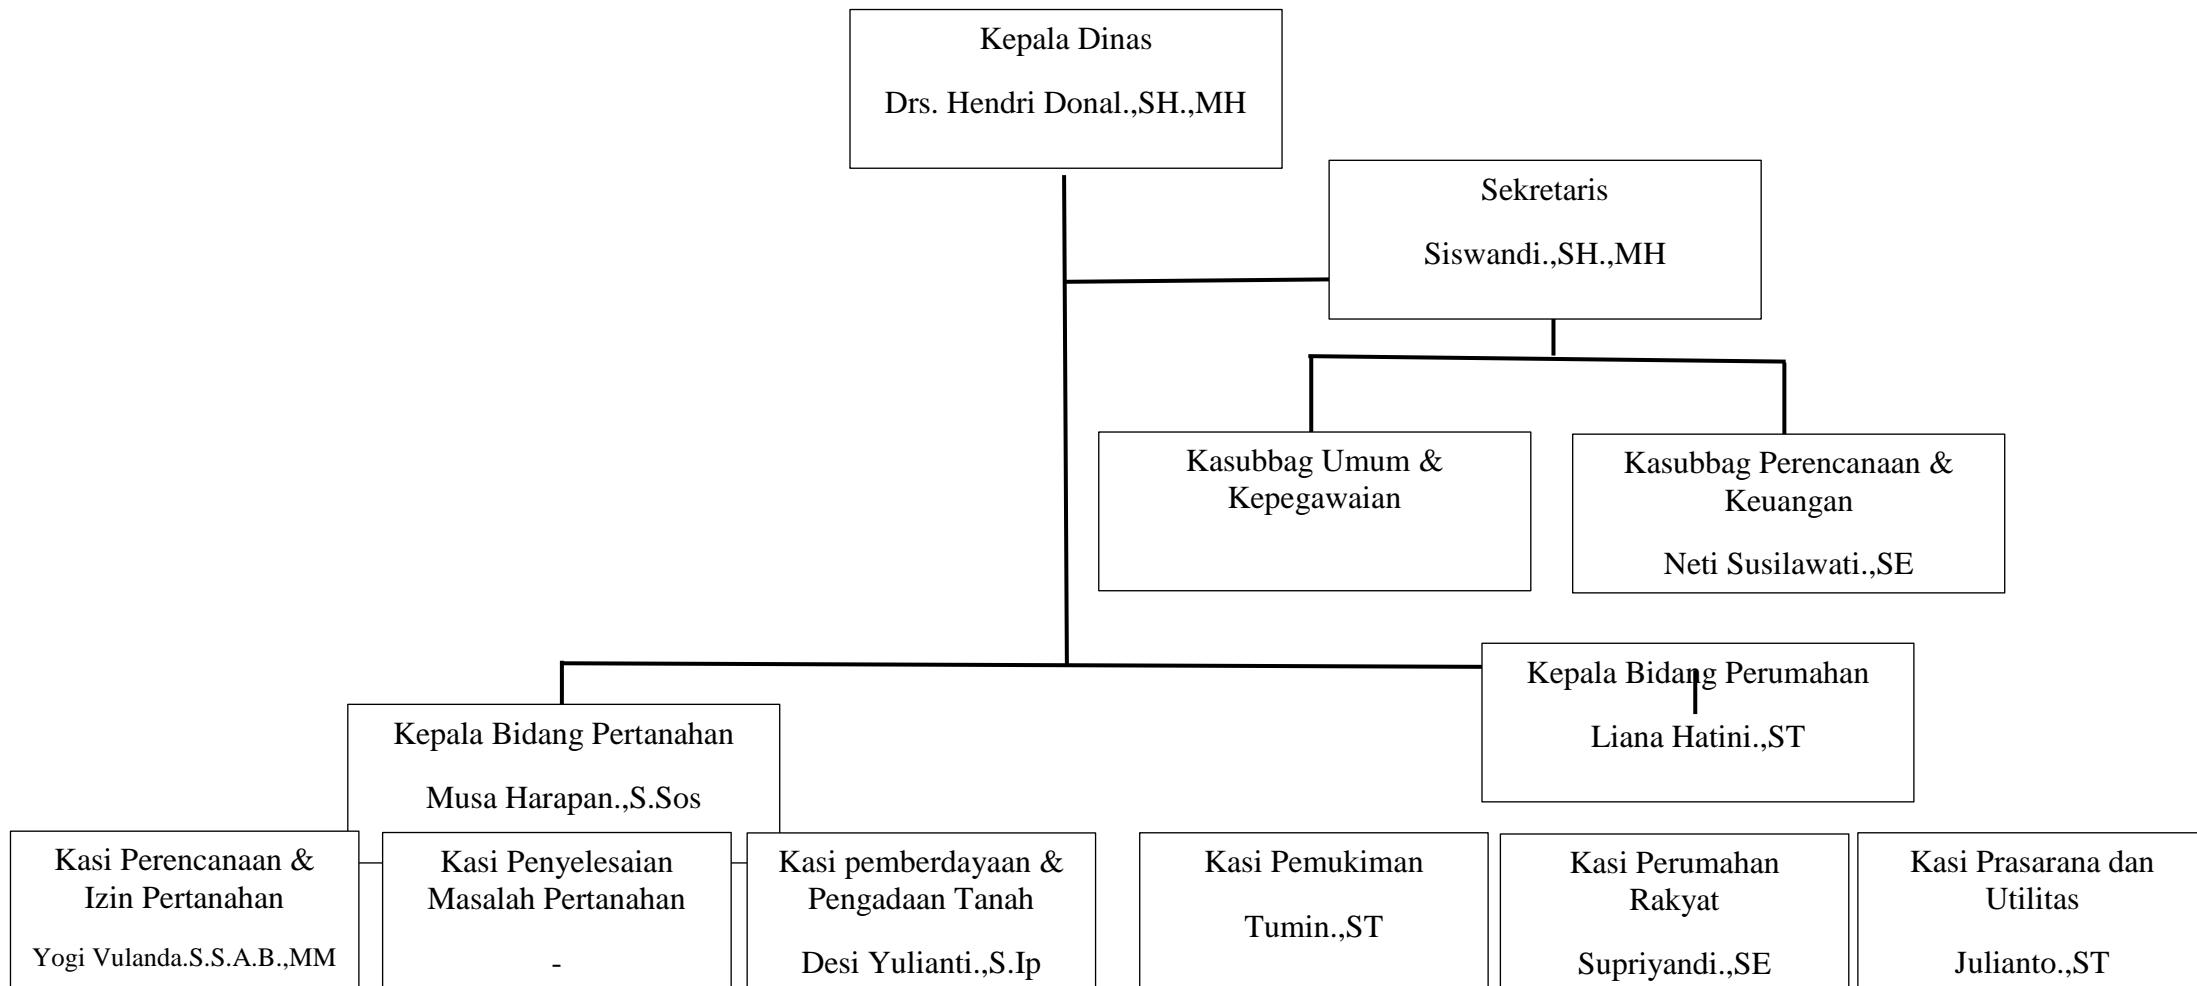 Kepala Dinas
Drs. Hendri Donal.,SH.,MH
Sekretaris
Siswandi.,SH.,MH
Kasubbag Umum &
Kepegawaian
Kasubbag Perencanaan &
Keuangan
Neti Susilawati.,SE
Kepala Bidang Pertanahan
Musa Harapan.,S.Sos
Kepala Bidang Perumahan
Liana Hatini.,ST
Kasi Perencanaan &
Izin Pertanahan
Yogi Vulanda.S.S.A.B.,MM
Kasi Penyelesaian
Masalah Pertanahan
-
Kasi pemberdayaan &
Pengadaan Tanah
Desi Yulianti.,S.Ip
Kasi Pemukiman
Tumin.,ST
Kasi Perumahan
Rakyat
Supriyandi.,SE
Kasi Prasarana dan
Utilitas
Julianto.,ST